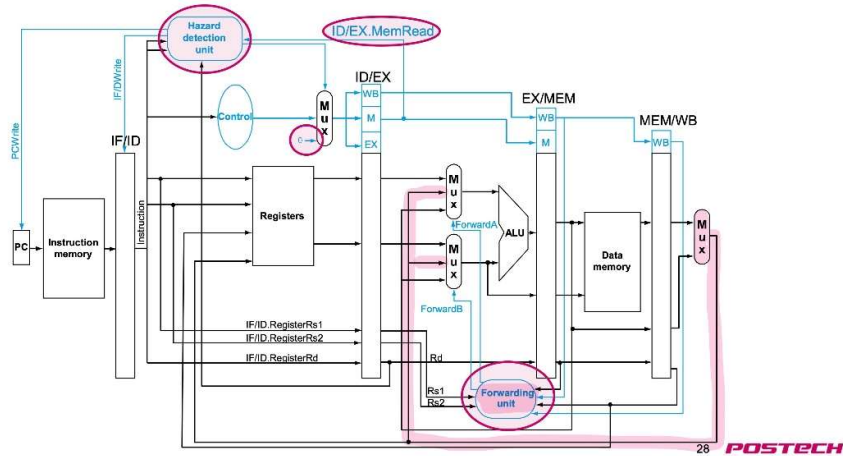 Hazard
detection
unit
ID/EX.MemRead
IF/DWrite
PCWrite
ID/EX
EX/MEM
MEM/WB
IF/ID
Control
M
u
x
0
WB
M
EX
WB
M
WB
PC
Instruction
memory
Instruction
Registers
M
u
x
ForwardA
M
u
x
ForwardB
ALU
Data
memory
M
u
x
IF/ID.RegisterRs1
IF/ID.RegisterRs2
IF/ID.RegisterRd
Rd
Rs1
Rs2
Forwarding
unit
28
POSTECH